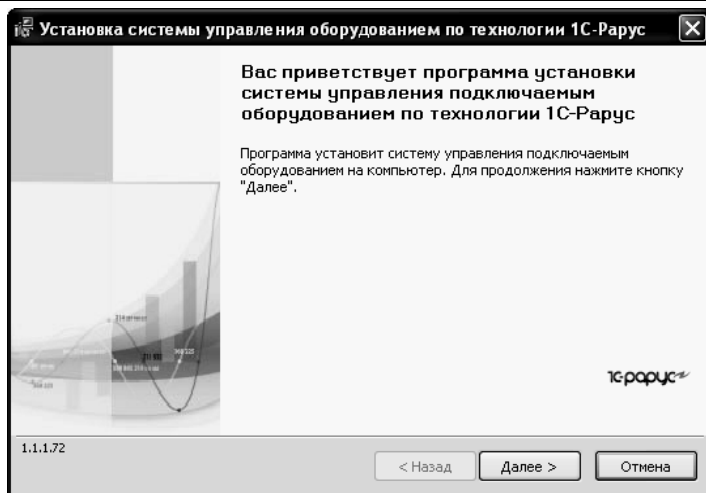 Установка системы управления оборудованием по технологии 1С-Рарус
Вас приветствует программа установки
системы управления подключаемым
оборудованием по технологии 1С-Рарус
Программа установит систему управления подключаемым
оборудованием на компьютер. Для продолжения нажмите кнопку
"Далее".
1С-рарус
1.1.1.72
< Назад
Далее >
Отмена